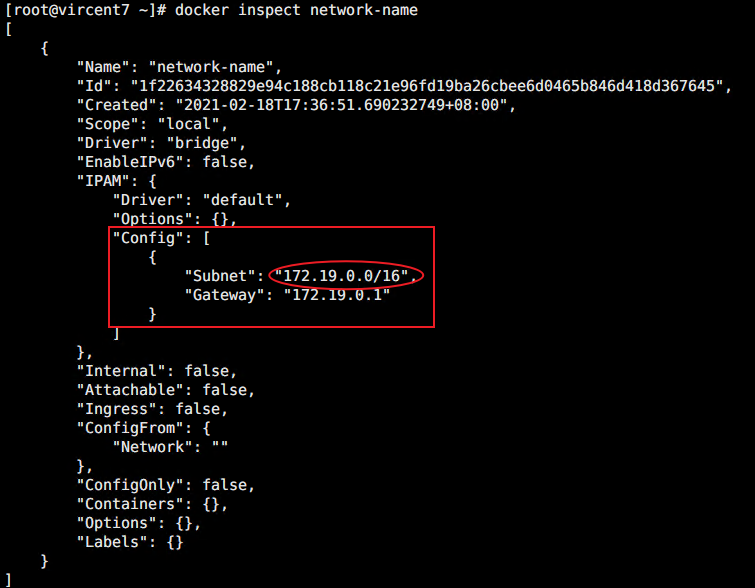 [root@vircent7 ~]# docker inspect network-name
[
    {
        "Name": "network-name",
        "Id": "1f22634328829e94c188cb118c21e96fd19ba26cbee6d0465b846d418d367645",
        "Created": "2021-02-18T17:36:51.690232749+08:00",
        "Scope": "local",
        "Driver": "bridge",
        "EnableIPv6": false,
        "IPAM": {
            "Driver": "default",
            "Options": {},
            "Config": [
                {
                    "Subnet": "172.19.0.0/16",
                    "Gateway": "172.19.0.1"
                }
            ]
        },
        "Internal": false,
        "Attachable": false,
        "Ingress": false,
        "ConfigFrom": {
            "Network": ""
        },
        "ConfigOnly": false,
        "Containers": {},
        "Options": {},
        "Labels": {}
    }
]